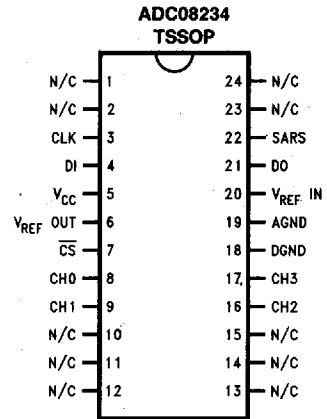 ADC08234
TSSOP
N/C 1 24 N/C
N/C 2 23 N/C
CLK 3 22 SARS
DI 4 21 DO
VCC 5 20 VREF IN
VREF OUT 6 19 AGND
C̅S̅ 7 18 DGND
CH0 8 17 CH3
CH1 9 16 CH2
N/C 10 15 N/C
N/C 11 14 N/C
N/C 12 13 N/C